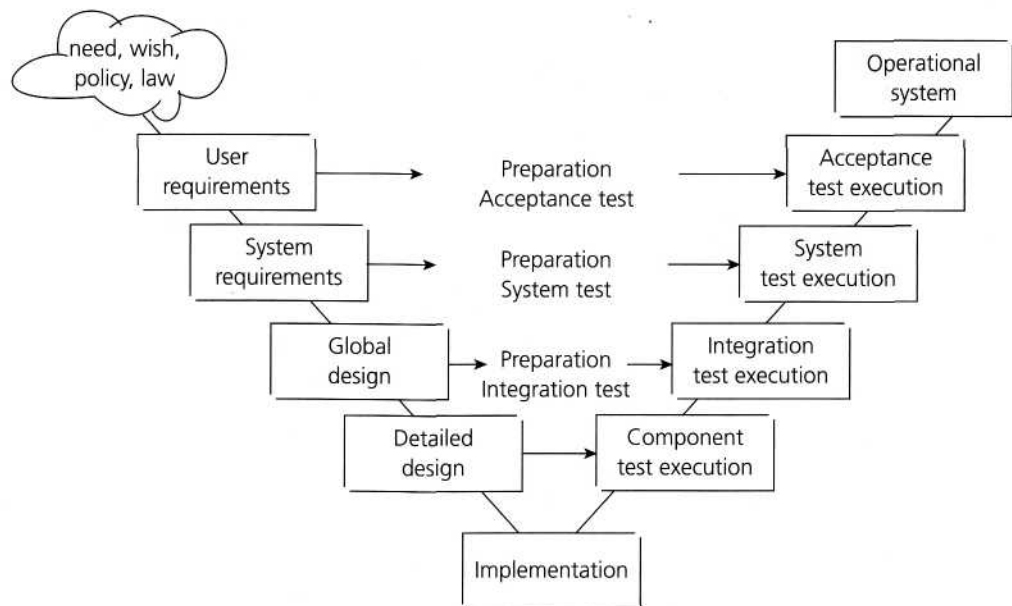 need, wish,
policy, law
Operational
system
User
requirements
Preparation
Acceptance test
Acceptance
test execution
System
requirements
Preparation
System test
System
test execution
Global
design
Preparation
Integration test
Integration
test execution
Detailed
design
Component
test execution
Implementation